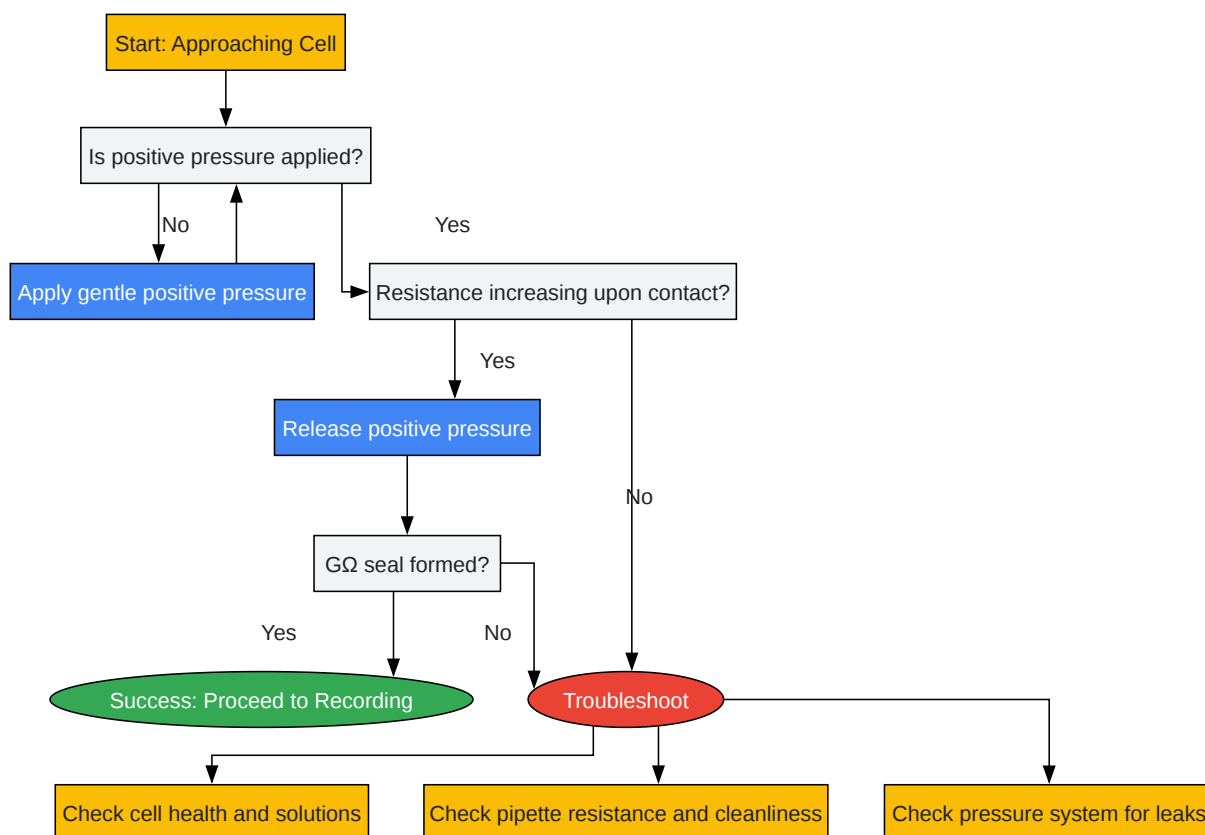 Start: Approaching Cell
Is positive pressure applied?
No
Yes
Apply gentle positive pressure
Resistance increasing upon contact?
Yes
Release positive pressure
No
GΩ seal formed?
Yes
No
Success: Proceed to Recording
Troubleshoot
Check cell health and solutions
Check pipette resistance and cleanliness
Check pressure system for leaks